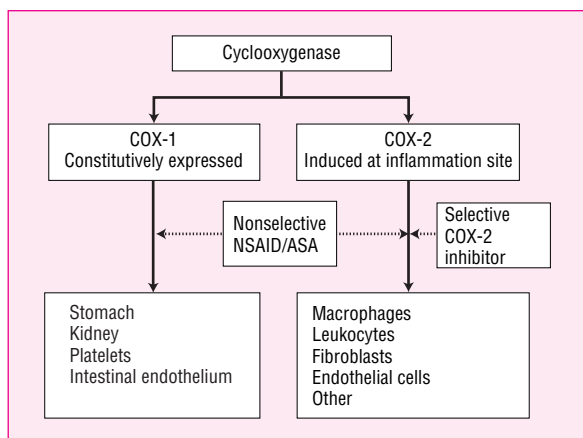 Cyclooxygenase
COX-1
Constitutively expressed
COX-2
Induced at inflammation site
Nonselective
NSAID/ASA
Selective
COX-2
inhibitor
Stomach
Kidney
Platelets
Intestinal endothelium
Macrophages
Leukocytes
Fibroblasts
Endothelial cells
Other